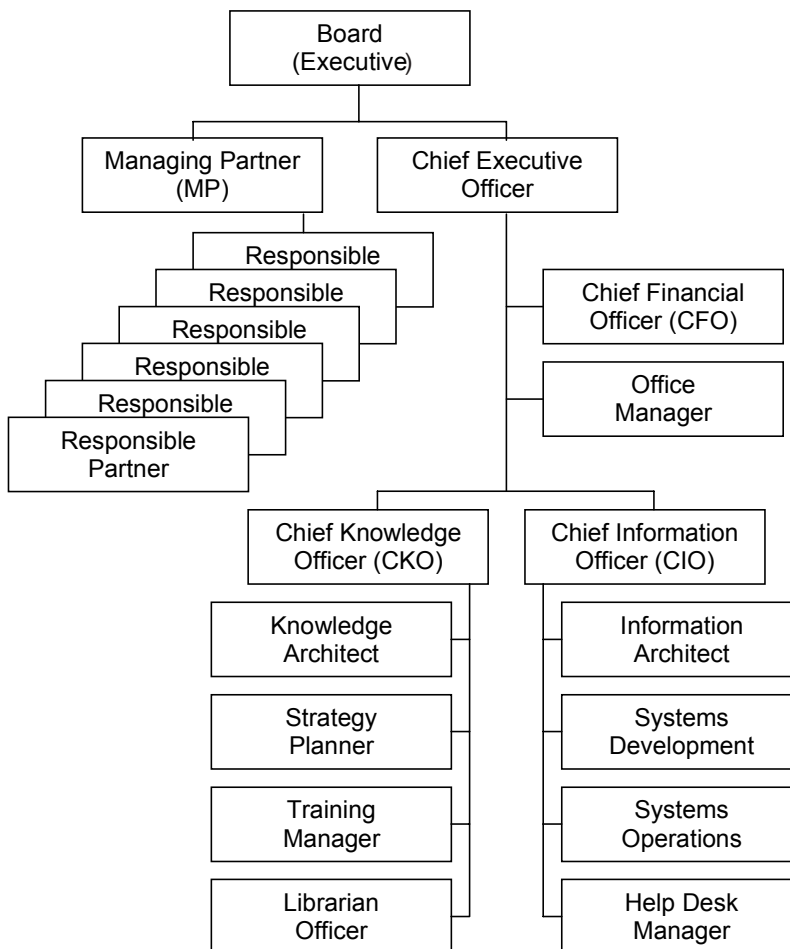 Board
(Executive)
Managing Partner
(MP)
Chief Executive
Officer
Responsible
Responsible
Responsible
Responsible
Responsible
Responsible
Partner
Chief Financial
Officer (CFO)
Office
Manager
Chief Knowledge
Officer (CKO)
Chief Information
Officer (CIO)
Knowledge
Architect
Information
Architect
Strategy
Planner
Systems
Development
Training
Manager
Systems
Operations
Librarian
Officer
Help Desk
Manager